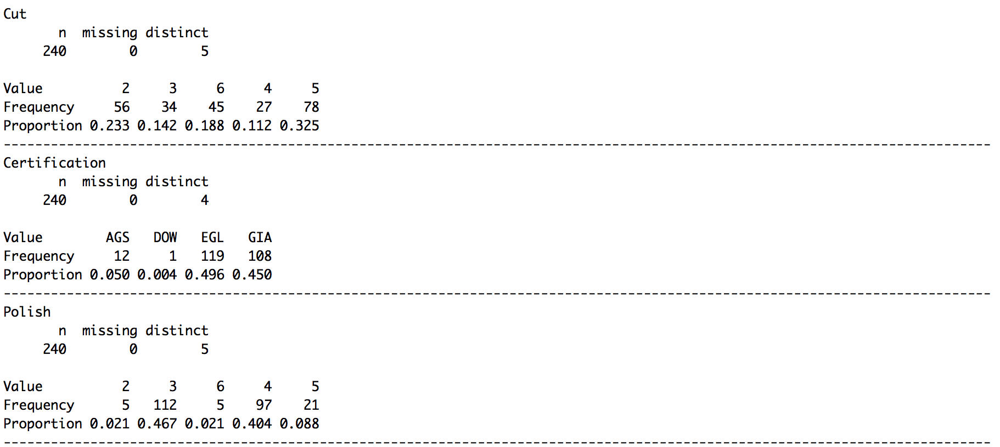 Cut
       n  missing distinct
     240        0        5

Value          2     3     6     4     5
Frequency     56    34    45    27    78
Proportion 0.233 0.142 0.188 0.112 0.325
-----------------------------------------------------------------------------------------------------------------------------
Certification
       n  missing distinct
     240        0        4

Value        AGS   DOW   EGL   GIA
Frequency     12     1   119   108
Proportion 0.050 0.004 0.496 0.450
-----------------------------------------------------------------------------------------------------------------------------
Polish
       n  missing distinct
     240        0        5

Value          2     3     6     4     5
Frequency      5   112     5    97    21
Proportion 0.021 0.467 0.021 0.404 0.088
-----------------------------------------------------------------------------------------------------------------------------